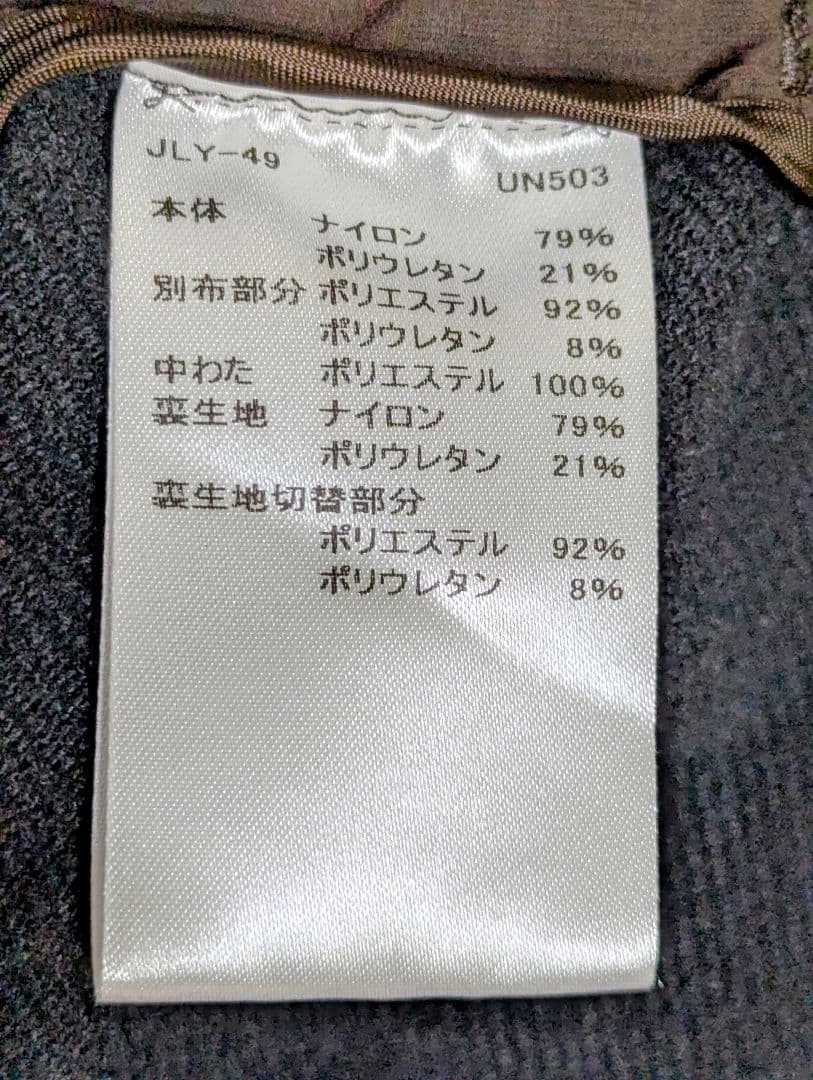 JLY-49 UN503
本体 ナイロン 79%
ポリウレタン 21%
別布部分 ポリエステル 92%
ポリウレタン 8%
中わた ポリエステル 100%
裏生地 ナイロン 79%
ポリウレタン 21%
裏生地切替部分
ポリエステル 92%
ポリウレタン 8%